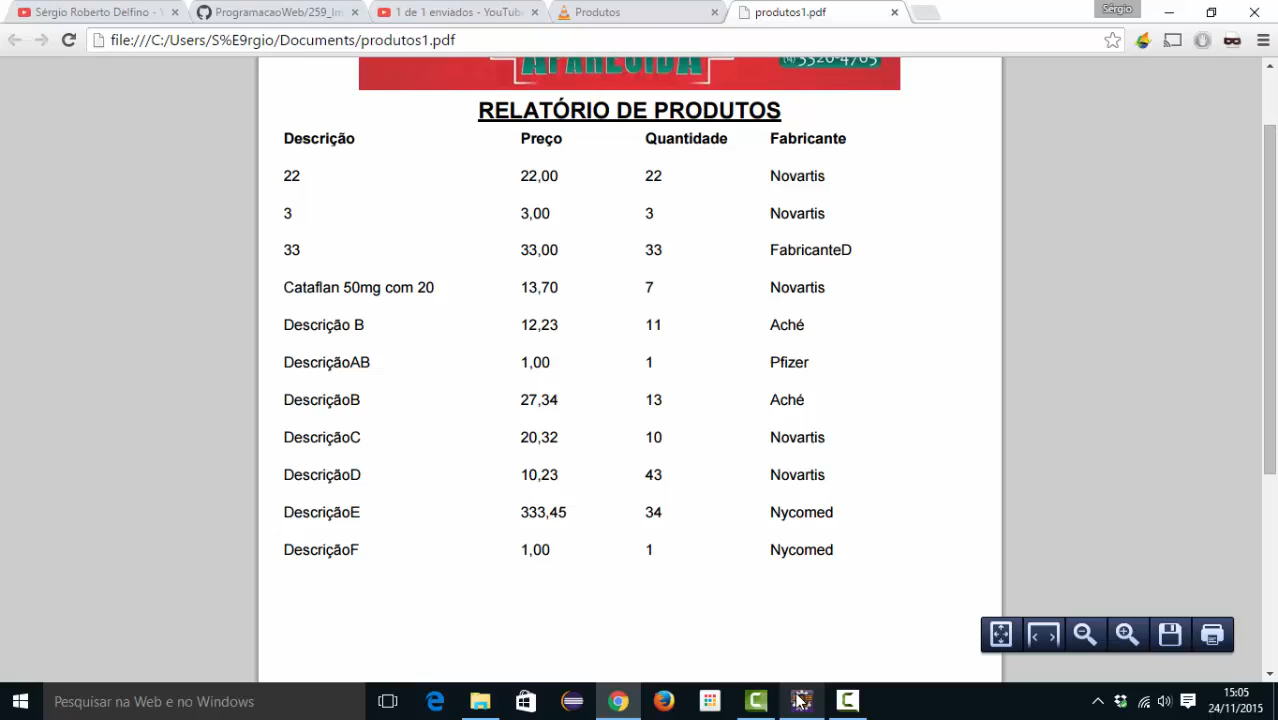 Sérgio Roberto Delfino - Y
ProgramacaoWeb/259_Im
1 de 1 enviados - YouTube
Produtos
produtos1.pdf
Sérgio
file:///C:/Users/S%E9rgio/Documents/produtos1.pdf
APARECIDA
RELATÓRIO DE PRODUTOS
Descrição Preço Quantidade Fabricante
22 22,00 22 Novartis
3 3,00 3 Novartis
33 33,00 33 FabricanteD
Cataflan 50mg com 20 13,70 7 Novartis
Descrição B 12,23 11 Aché
DescriçãoAB 1,00 1 Pfizer
DescriçãoB 27,34 13 Aché
DescriçãoC 20,32 10 Novartis
DescriçãoD 10,23 43 Novartis
DescriçãoE 333,45 34 Nycomed
DescriçãoF 1,00 1 Nycomed
Pesquisar na Web e no Windows
15:05
24/11/2015